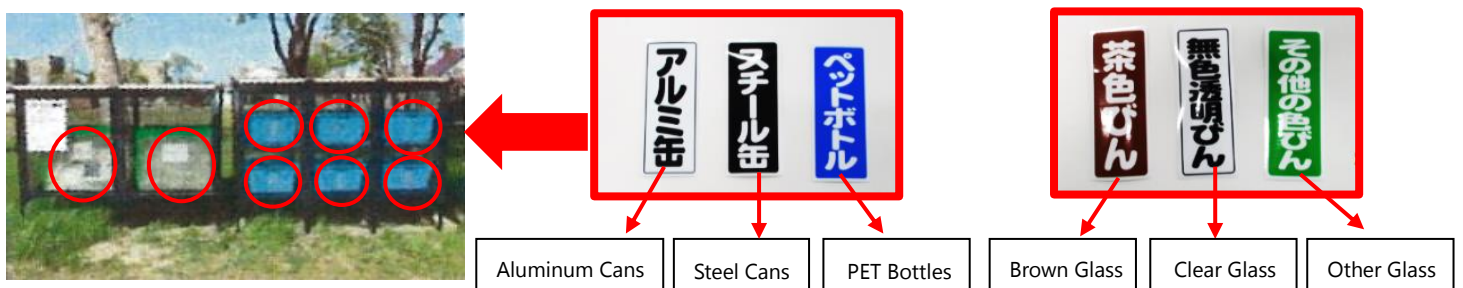 アルミ缶
スチール缶
ペットボトル
茶色びん
無色透明びん
その他の色びん
Aluminum Cans
Steel Cans
PET Bottles
Brown Glass
Clear Glass
Other Glass